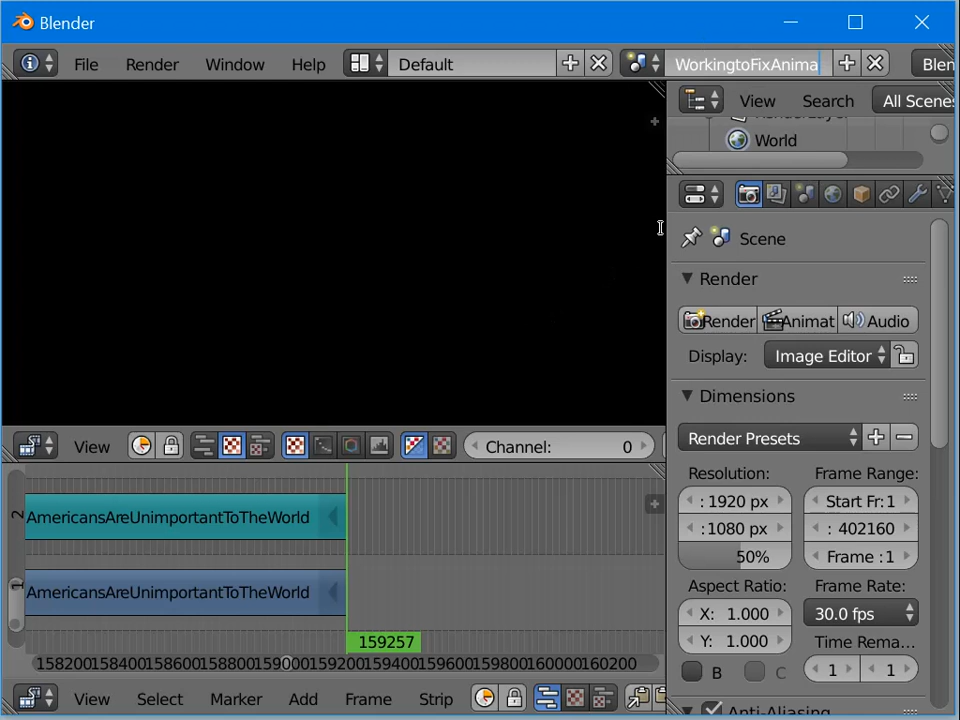 Blender
File Render Window Help Default WorkingtoFixAnima Blen
View Search All Scene
World
Scene
Render
Render Animat Audio
Display: Image Editor
Dimensions
Render Presets
Resolution: Frame Range:
: 1920 px Start Fr: 1
:1080 px : 402160
50% Frame :1
Aspect Ratio: Frame Rate:
X: 1.000 30.0 fps
Y: 1.000 Time Rema...
B C 1 1
View Channel: 0
2 AmericansAreUnimportantToTheWorld
AmericansAreUnimportantToTheWorld
159257
158200158400158600158800159000159200159400159600159800160000160200
View Select Marker Add Frame Strip